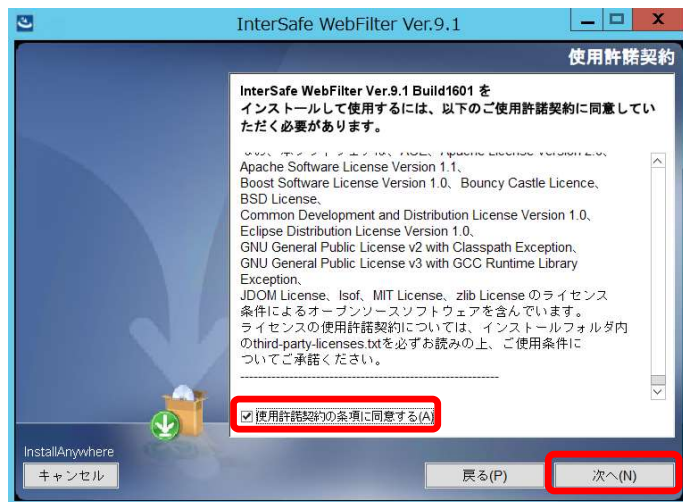 InterSafe WebFilter Ver.9.1
使用許諾契約
InterSafe WebFilter Ver.9.1 Build1601 を
インストールして使用するには、以下のご使用許諾契約に同意してい
ただく必要があります。
Apache Software License Version 1.1、
Boost Software License Version 1.0、Bouncy Castle Licence、
BSD License、
Common Development and Distribution License Version 1.0、
Eclipse Distribution License Version 1.0、
GNU General Public License v2 with Classpath Exception、
GNU General Public License v3 with GCC Runtime Library
Exception、
JDOM License、lsof、MIT License、zlib License のライセンス
条件によるオープンソースソフトウェアを含んでいます。
ライセンスの使用許諾契約については、インストールフォルダ内
のthird-party-licenses.txtを必ずお読みの上、ご使用条件に
ついてご承諾ください。
------------------------------------------------------------
使用許諾契約の条項に同意する(A)
InstallAnywhere
キャンセル
戻る(P)
次へ(N)